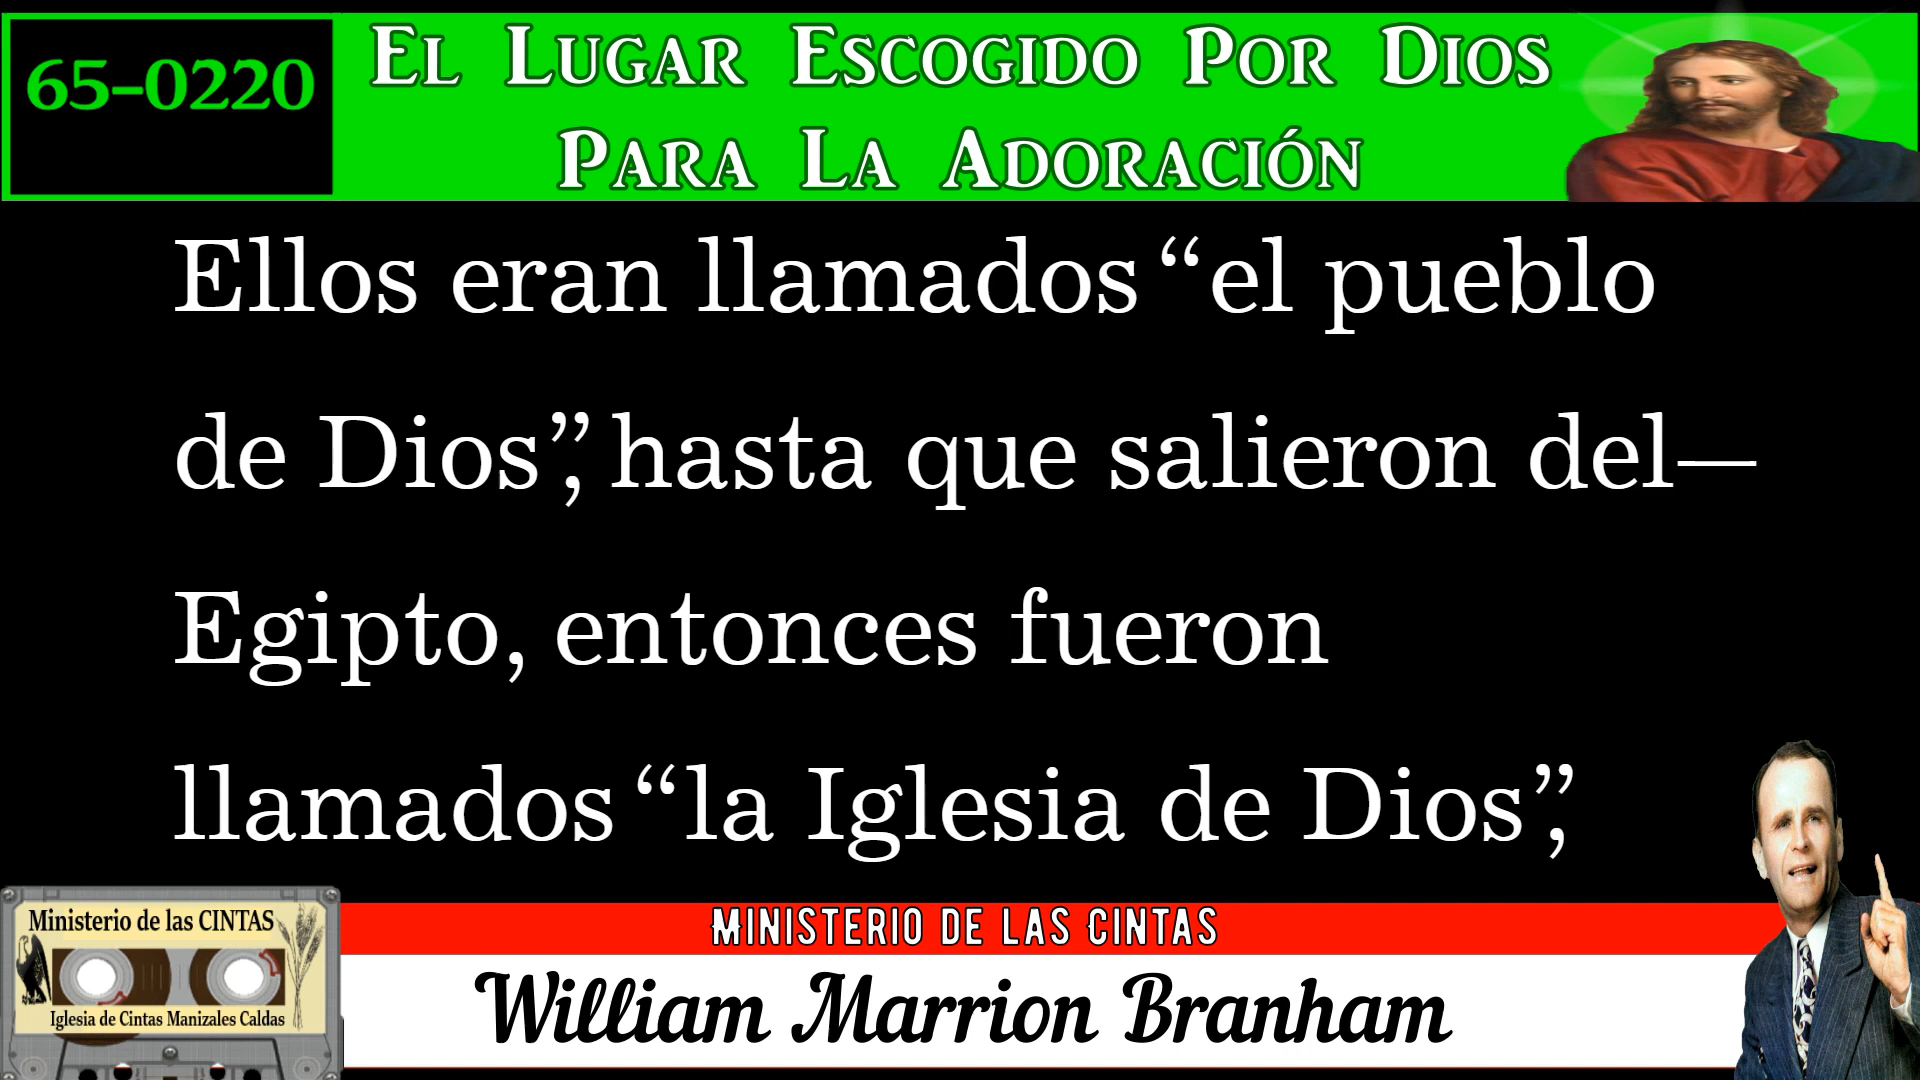 65-0220
El Lugar Escogido Por Dios
Para La Adoración
Ellos eran llamados “el pueblo
de Dios”, hasta que salieron del—
Egipto, entonces fueron
llamados “la Iglesia de Dios”,
Ministerio de las CINTAS
Iglesia de Cintas Manizales Caldas
MINISTERIO DE LAS CINTAS
William Marrion Branham